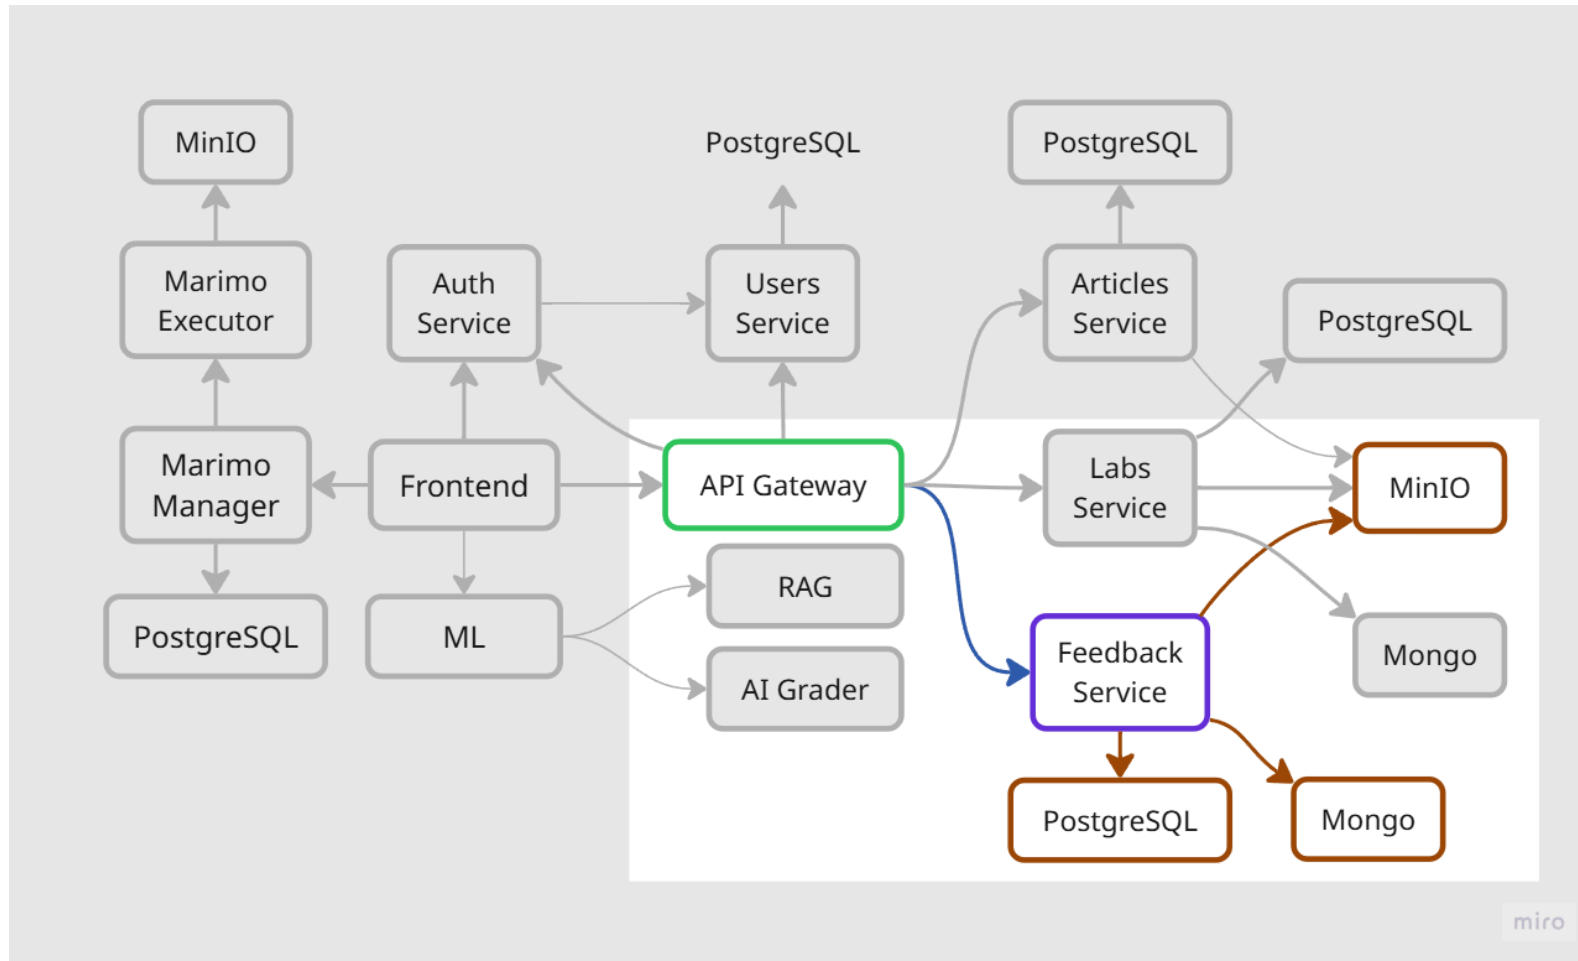 MinIO
PostgreSQL
PostgreSQL
Marimo
Executor
Auth
Service
Users
Service
Articles
Service
PostgreSQL
Marimo
Manager
Frontend
API Gateway
Labs
Service
MinIO
RAG
PostgreSQL
ML
AI Grader
Feedback
Service
Mongo
PostgreSQL
Mongo
miro